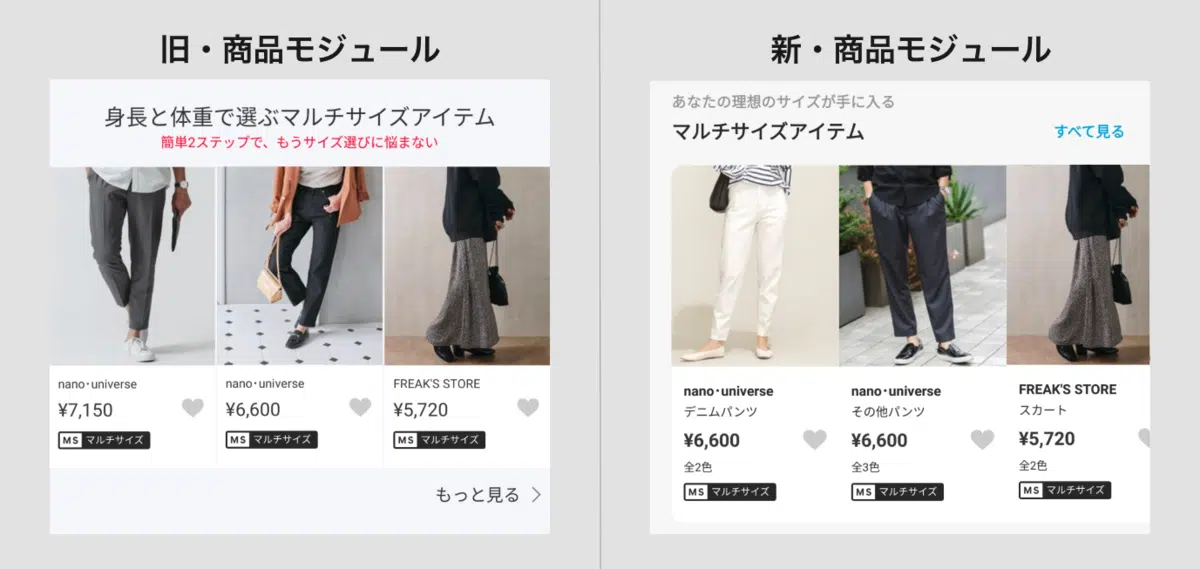 旧・商品モジュール
身長と体重で選ぶマルチサイズアイテム
簡単2ステップで、もうサイズ選びに悩まない
nano・universe
¥7,150
MS マルチサイズ
nano・universe
¥6,600
MS マルチサイズ
FREAK'S STORE
¥5,720
MS マルチサイズ
もっと見る
新・商品モジュール
あなたの理想のサイズが手に入る
マルチサイズアイテム
すべて見る
nano・universe
デニムパンツ
¥6,600
全2色
MS マルチサイズ
nano・universe
その他パンツ
¥6,600
全3色
MS マルチサイズ
FREAK'S STORE
スカート
¥5,720
全2色
MS マルチサイズ